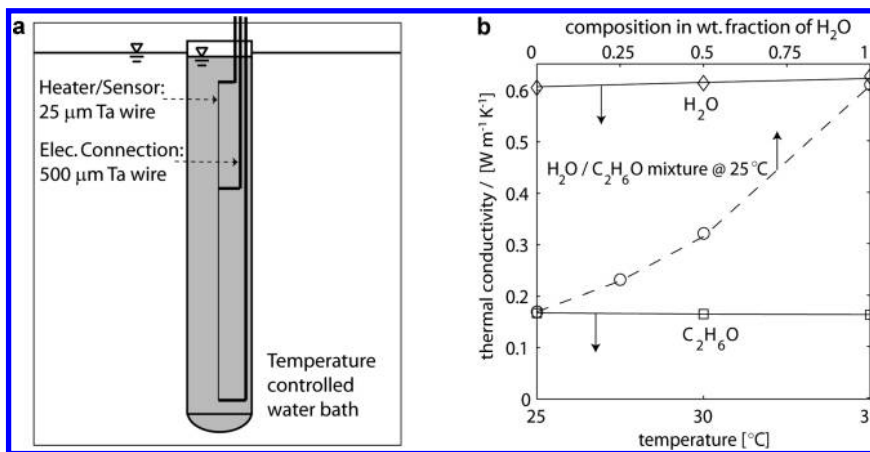 a
Heater/Sensor:
25 μm Ta wire
Elec. Connection:
500 μm Ta wire
Temperature
controlled
water bath
b
composition in wt. fraction of H₂O
0 0.25 0.5 0.75 1
thermal conductivity / [W m⁻¹ K⁻¹]
0.6
0.5
0.4
0.3
0.2
0.1
0
H₂O
H₂O / C₂H₆O mixture @ 25 °C
C₂H₆O
25 30 3
temperature [°C]